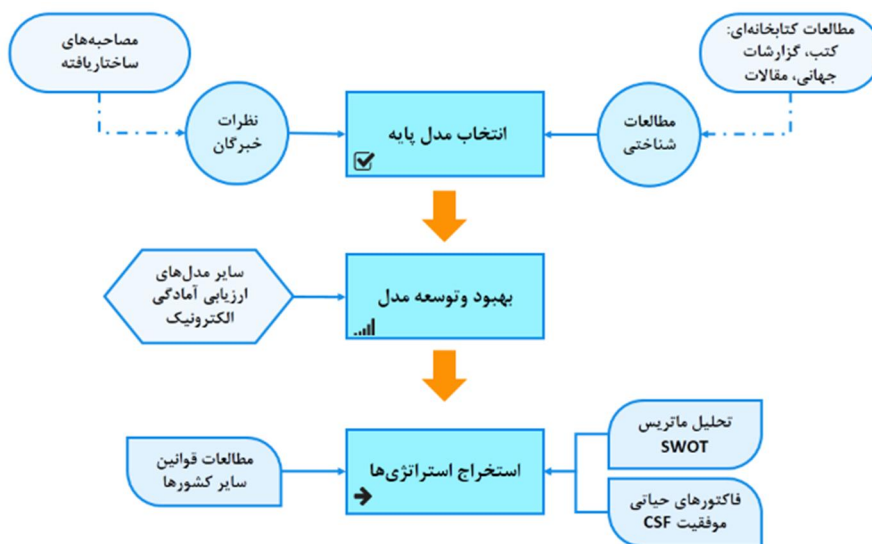 مطالعات کتابخانه‌ای:
کتب، گزارشات
جهانی، مقالات
مصاحبه‌های
ساختاریافته
مطالعات
شناختی
انتخاب مدل پایه
نظرات
خبرگان
بهبود وتوسعه مدل
سایر مدل‌های
ارزیابی آمادگی
الکترونیک
تحلیل ماتریس
SWOT
فاکتورهای حیاتی
موفقیت CSF
استخراج استراتژی‌ها
مطالعات قوانین
سایر کشورها